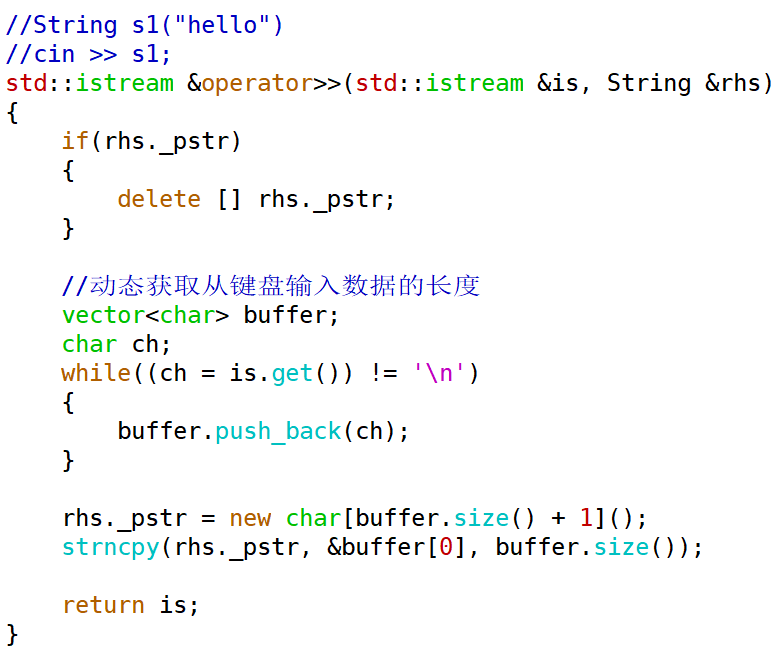 //String s1("hello")
//cin >> s1;
std::istream &operator>>(std::istream &is, String &rhs)
{
    if(rhs._pstr)
    {
        delete [] rhs._pstr;
    }

    //动态获取从键盘输入数据的长度
    vector<char> buffer;
    char ch;
    while((ch = is.get()) != '\n')
    {
        buffer.push_back(ch);
    }

    rhs._pstr = new char[buffer.size() + 1]();
    strncpy(rhs._pstr, &buffer[0], buffer.size());

    return is;
}